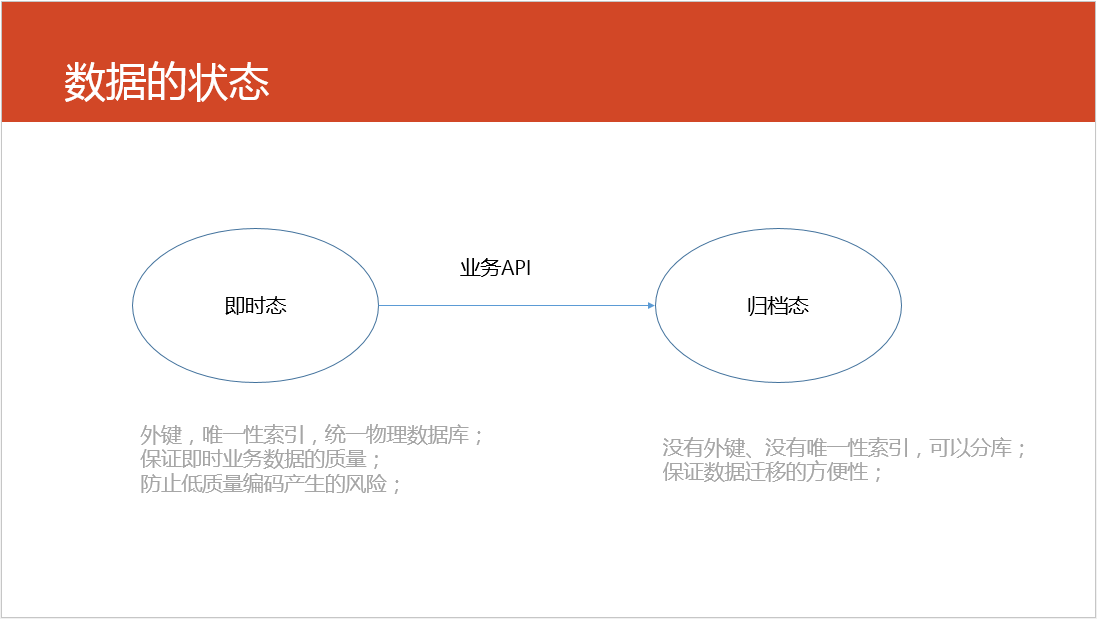 数据的状态
业务API
即时态
归档态
外键，唯一性索引，统一物理数据库；
保证即时业务数据的质量；
防止低质量编码产生的风险；
没有外键、没有唯一性索引，可以分库；
保证数据迁移的方便性；